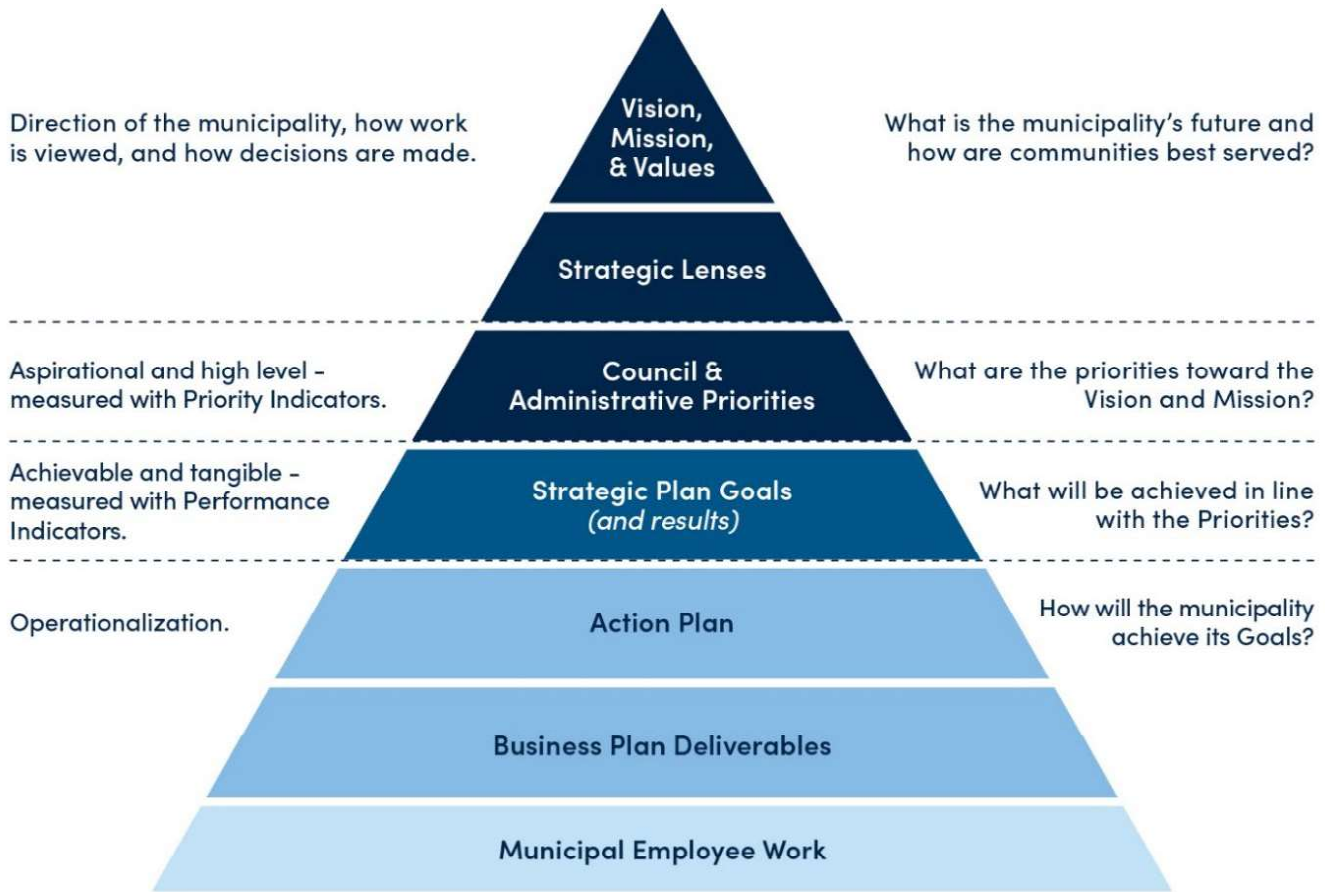 Vision,
Mission,
& Values
Direction of the municipality, how work
is viewed, and how decisions are made.
What is the municipality's future and
how are communities best served?
Strategic Lenses
Aspirational and high level -
measured with Priority Indicators.
Council &
Administrative Priorities
What are the priorities toward the
Vision and Mission?
Achievable and tangible -
measured with Performance
Indicators.
Strategic Plan Goals
(and results)
What will be achieved in line
with the Priorities?
Operationalization.
Action Plan
How will the municipality
achieve its Goals?
Business Plan Deliverables
Municipal Employee Work